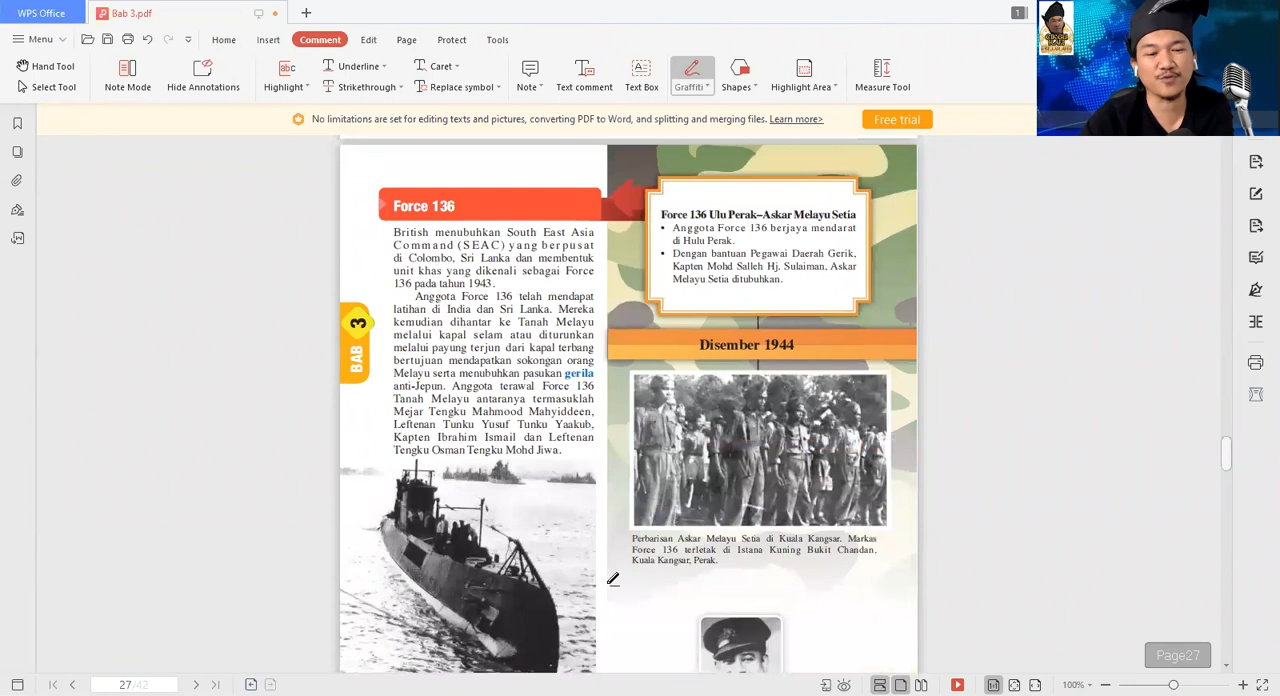 WPS Office
Bab 3.pdf
1
Menu
Home
Insert
Comment
Edit
Page
Protect
Tools
Hand Tool
Select Tool
Note Mode
Hide Annotations
Highlight
Underline
Strikethrough
Caret
Replace symbol
Note
Text comment
Text Box
Graffiti
Shapes
Highlight Area
Measure Tool
No limitations are set for editing texts and pictures, converting PDF to Word, and splitting and merging files. Learn more>
Free trial
Force 136
British menubuhkan South East Asia
Command (SEAC) yang berpusat
di Colombo, Sri Lanka dan membentuk
unit khas yang dikenali sebagai Force
136 pada tahun 1943.
Anggota Force 136 telah mendapat
latihan di India dan Sri Lanka. Mereka
kemudian dihantar ke Tanah Melayu
melalui kapal selam atau diturunkan
melalui payung terjun dari kapal terbang
bertujuan mendapatkan sokongan orang
Melayu serta menubuhkan pasukan gerila
anti-Jepun. Anggota terawal Force 136
Tanah Melayu antaranya termasuklah
Mejar Tengku Mahmood Mahyiddeen,
Leftenan Tunku Yusuf Tunku Yaakub,
Kapten Ibrahim Ismail dan Leftenan
Tengku Osman Tengku Mohd Jiwa.
BAB 3
Force 136 Ulu Perak–Askar Melayu Setia
• Anggota Force 136 berjaya mendarat
di Hulu Perak.
• Dengan bantuan Pegawai Daerah Gerik,
Kapten Mohd Salleh Hj. Sulaiman, Askar
Melayu Setia ditubuhkan.
Disember 1944
Perbarisan Askar Melayu Setia di Kuala Kangsar. Markas
Force 136 terletak di Istana Kuning Bukit Chandan,
Kuala Kangsar, Perak.
Page27
27/42
100%